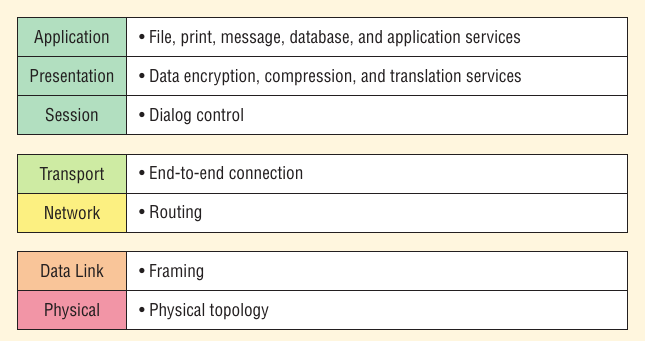 Application • File, print, message, database, and application services
Presentation • Data encryption, compression, and translation services
Session • Dialog control
Transport • End-to-end connection
Network • Routing
Data Link • Framing
Physical • Physical topology